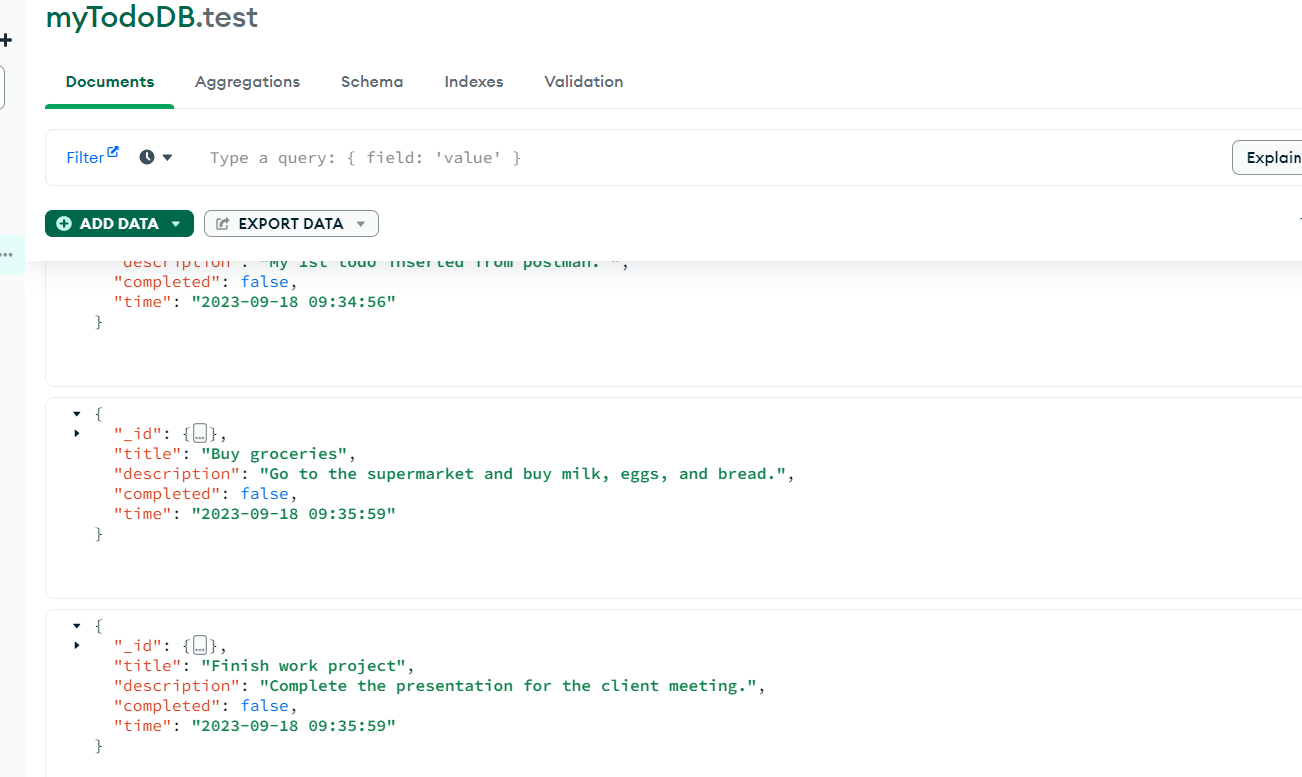 myTodoDB.test
Documents Aggregations Schema Indexes Validation
Filter Type a query: { field: 'value' } Explain
ADD DATA EXPORT DATA
"description": "My 1st todo inserted from postman. ",
"completed": false,
"time": "2023-09-18 09:34:56"
}
{
"_id": {…},
"title": "Buy groceries",
"description": "Go to the supermarket and buy milk, eggs, and bread.",
"completed": false,
"time": "2023-09-18 09:35:59"
}
{
"_id": {…},
"title": "Finish work project",
"description": "Complete the presentation for the client meeting.",
"completed": false,
"time": "2023-09-18 09:35:59"
}